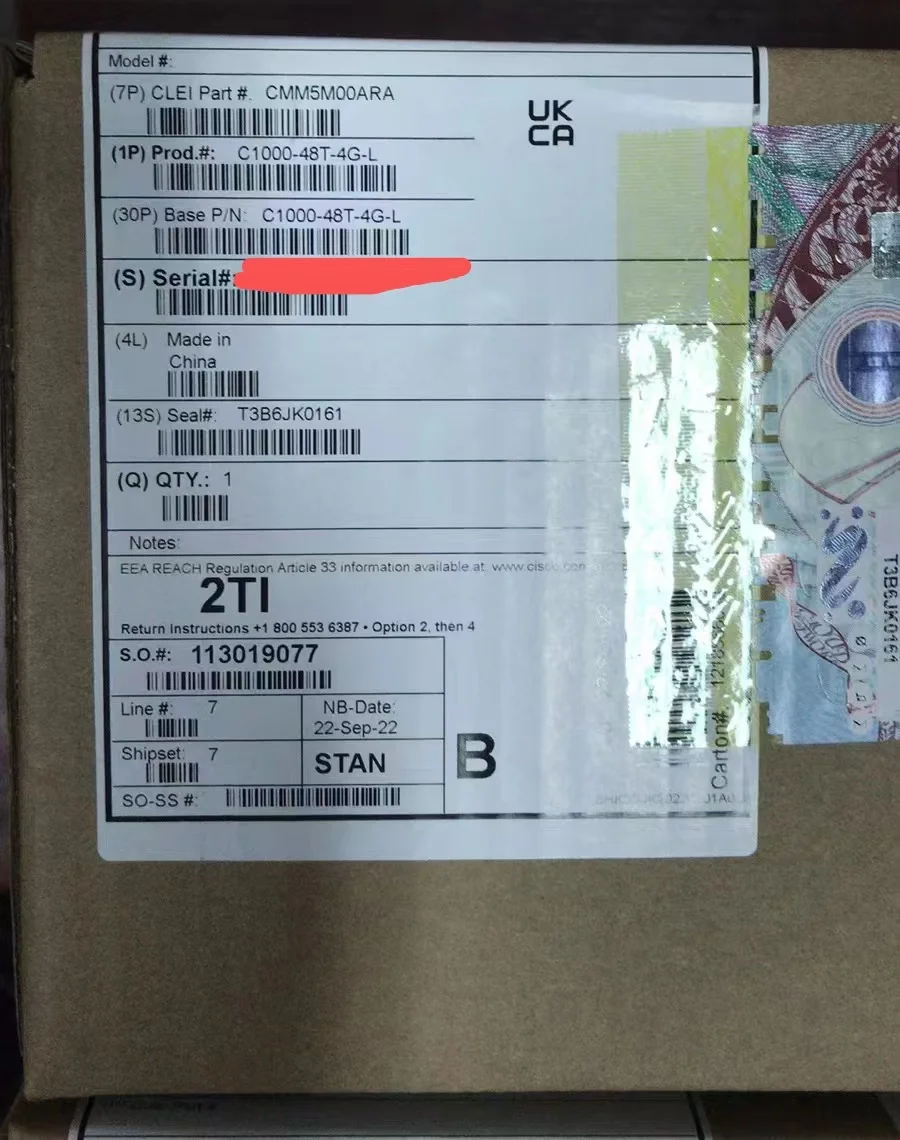 Model #:
(7P) CLEI Part #. CMM5M00ARA
UK
CA
(1P) Prod.#: C1000-48T-4G-L
(30P) Base P/N: C1000-48T-4G-L
(S) Serial#:
(4L) Made in
China
(13S) Seal#: T3B6JK0161
(Q) QTY.: 1
Notes:
EEA REACH Regulation Article 33 information available at: www.cisco.com
2TI
Return Instructions +1 800 553 6387 • Option 2, then 4
S.O.#: 113019077
Line #: 7
NB-Date:
22-Sep-22
Shipset: 7
STAN
B
SO-SS #:
Carton#.
T3B6JK0161